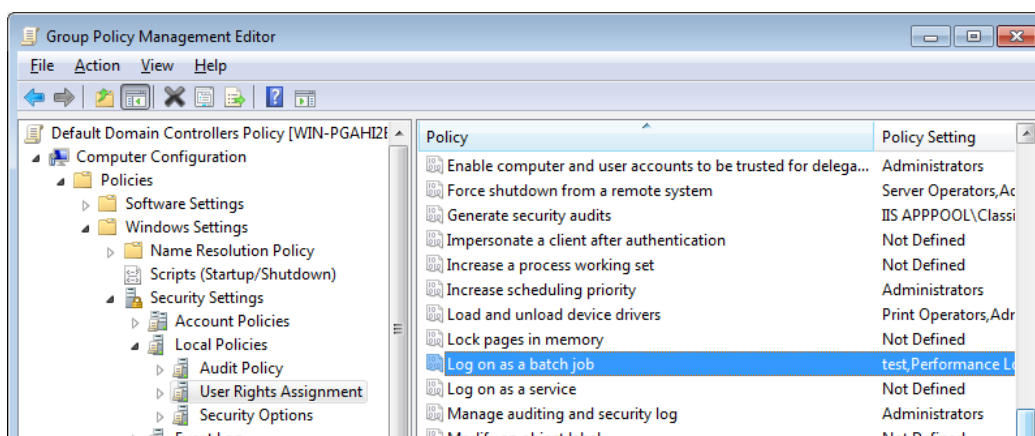 Group Policy Management Editor
File Action View Help
Default Domain Controllers Policy [WIN-PGAHI2
Computer Configuration
Policies
Software Settings
Windows Settings
Name Resolution Policy
Scripts (Startup/Shutdown)
Security Settings
Account Policies
Local Policies
Audit Policy
User Rights Assignment
Security Options
Policy Policy Setting
Enable computer and user accounts to be trusted for delega... Administrators
Force shutdown from a remote system Server Operators,Ac
Generate security audits IIS APPPOOL\Classi
Impersonate a client after authentication Not Defined
Increase a process working set Not Defined
Increase scheduling priority Administrators
Load and unload device drivers Print Operators,Adr
Lock pages in memory Not Defined
Log on as a batch job test,Performance Lo
Log on as a service Not Defined
Manage auditing and security log Administrators